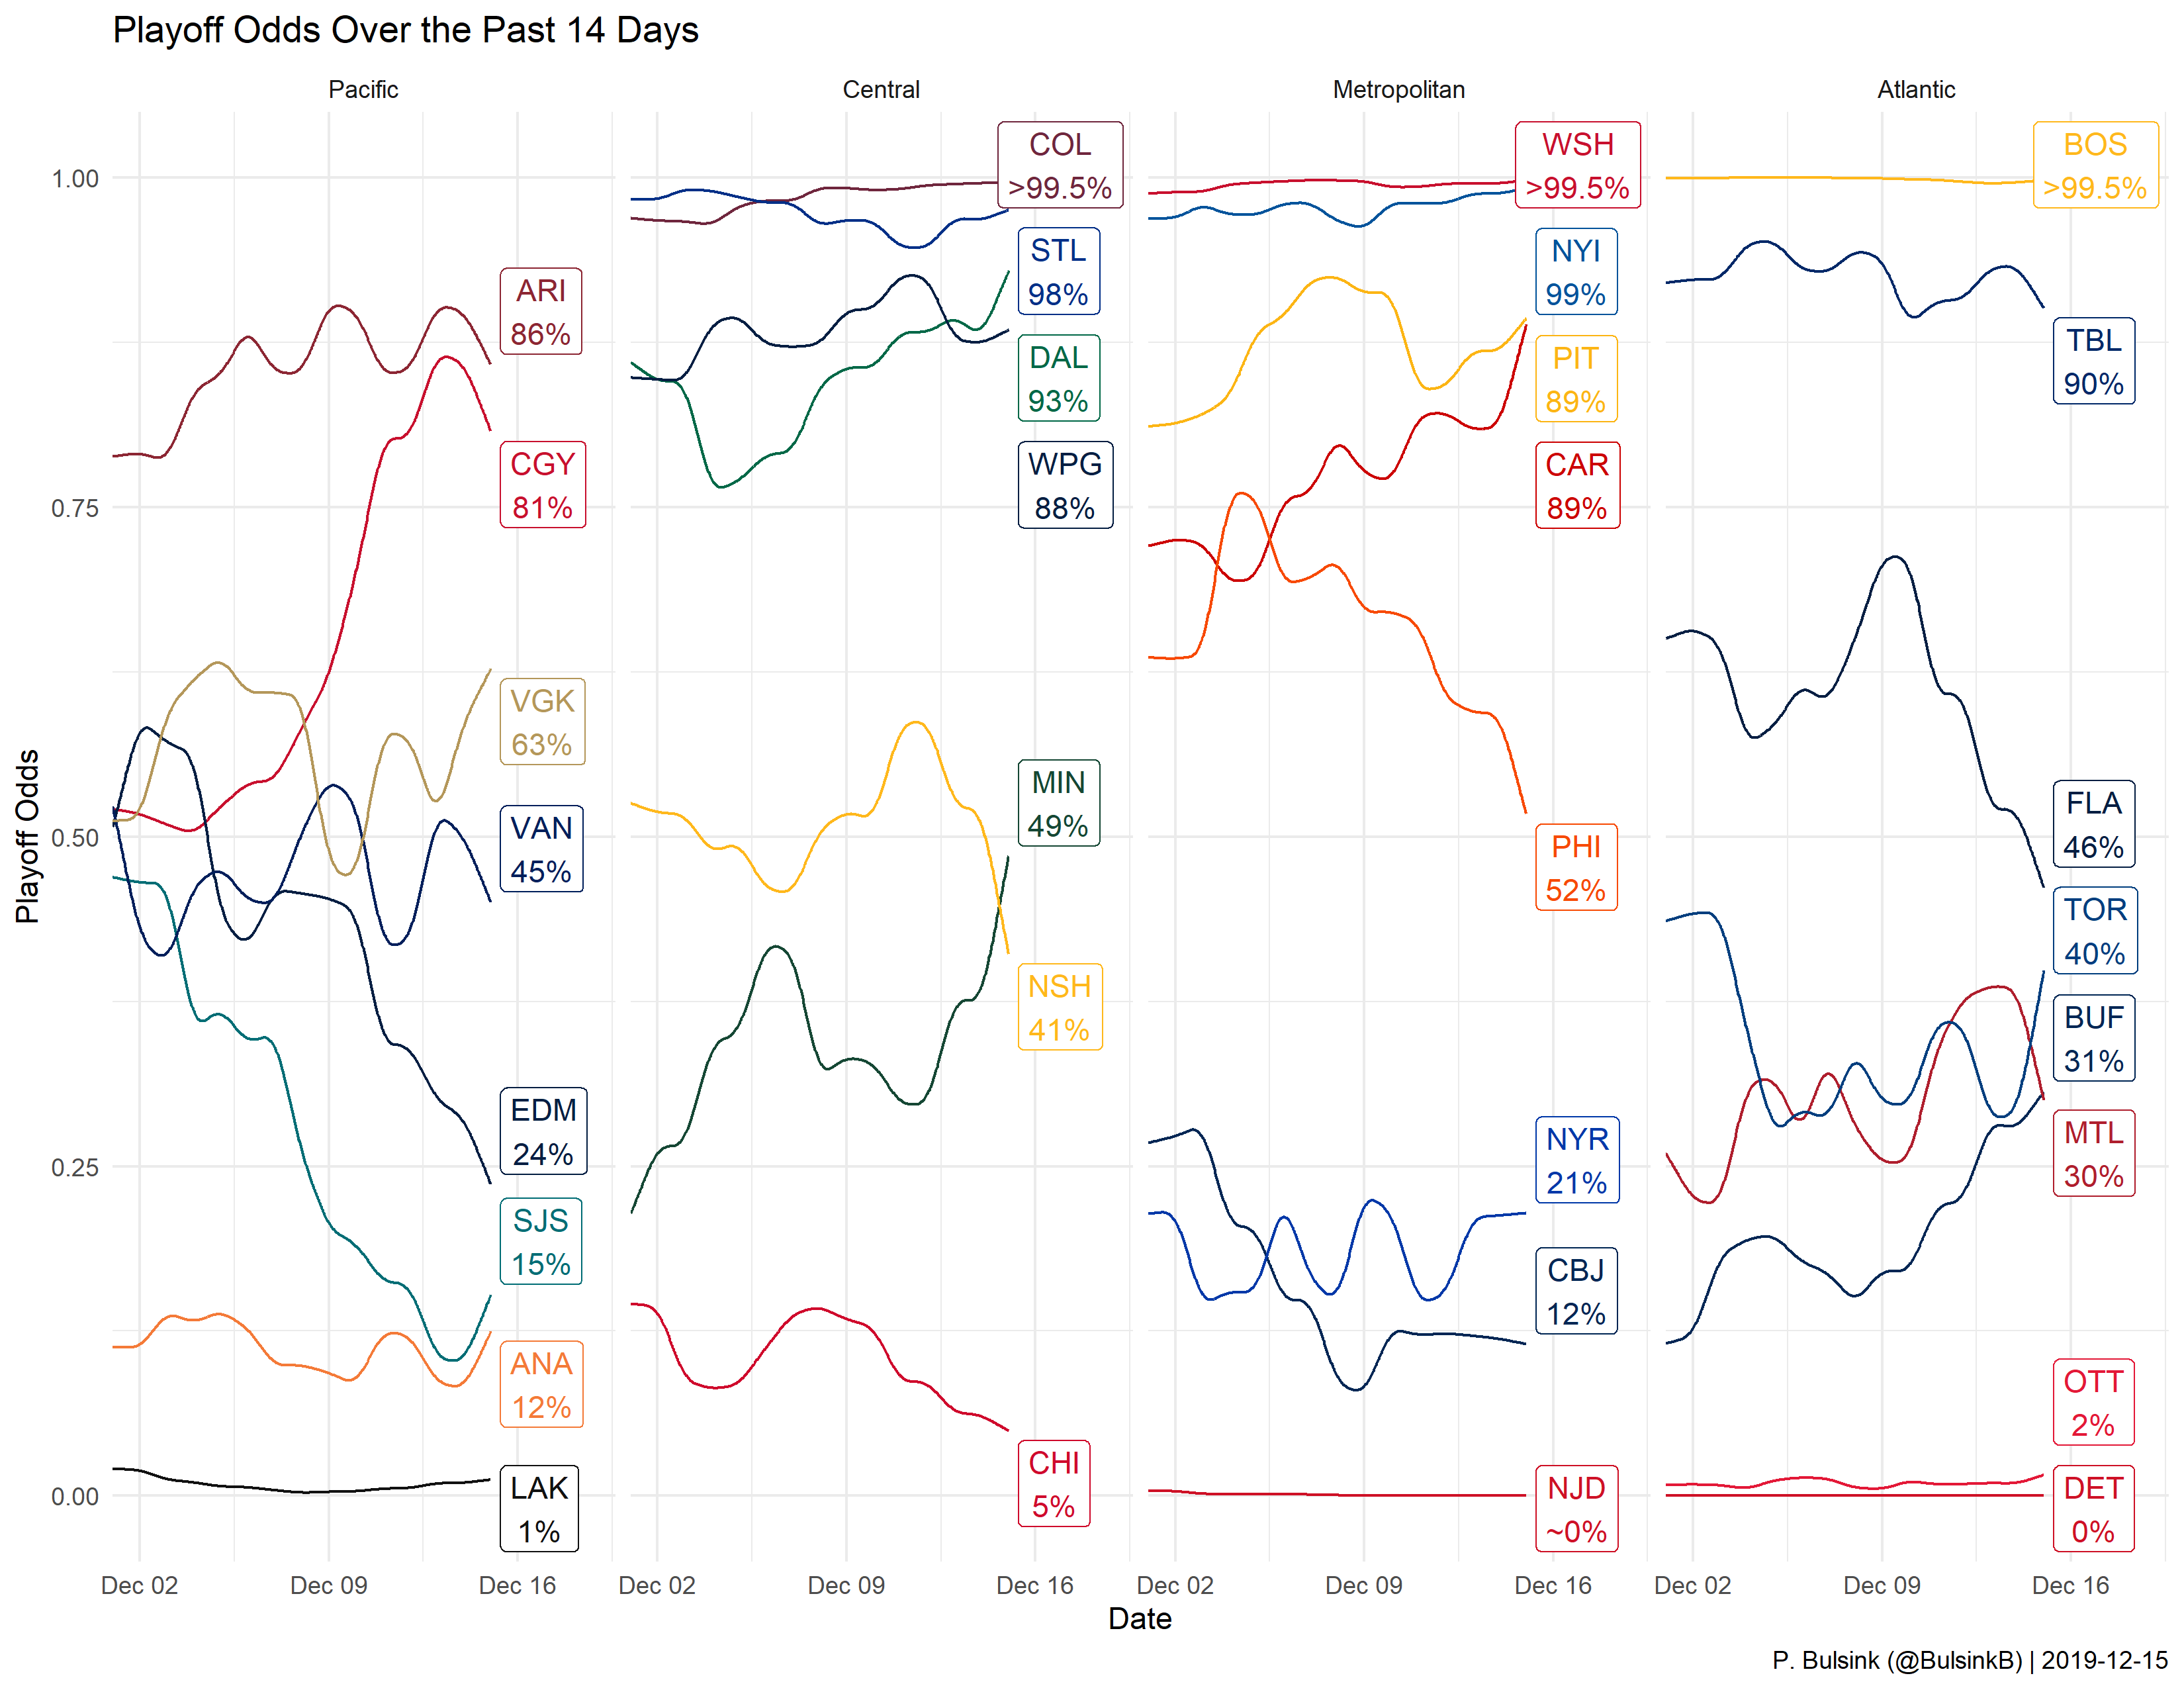 Playoff Odds Over the Past 14 Days
Pacific
Central
Metropolitan
Atlantic
Playoff Odds
1.00
0.75
0.50
0.25
0.00
ARI
86%
CGY
81%
VGK
63%
VAN
45%
EDM
24%
SJS
15%
ANA
12%
LAK
1%
COL
>99.5%
STL
98%
DAL
93%
WPG
88%
MIN
49%
NSH
41%
CHI
5%
WSH
>99.5%
NYI
99%
PIT
89%
CAR
89%
PHI
52%
NYR
21%
CBJ
12%
NJD
~0%
BOS
>99.5%
TBL
90%
FLA
46%
TOR
40%
BUF
31%
MTL
30%
OTT
2%
DET
0%
Dec 02
Dec 09
Dec 16
Dec 02
Dec 09
Dec 16
Dec 02
Dec 09
Dec 16
Dec 02
Dec 09
Dec 16
Date
P. Bulsink (@BulsinkB) | 2019-12-15